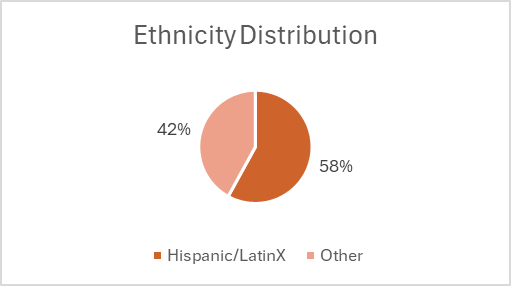 Ethnicity Distribution
42%
58%
Hispanic/LatinX
Other